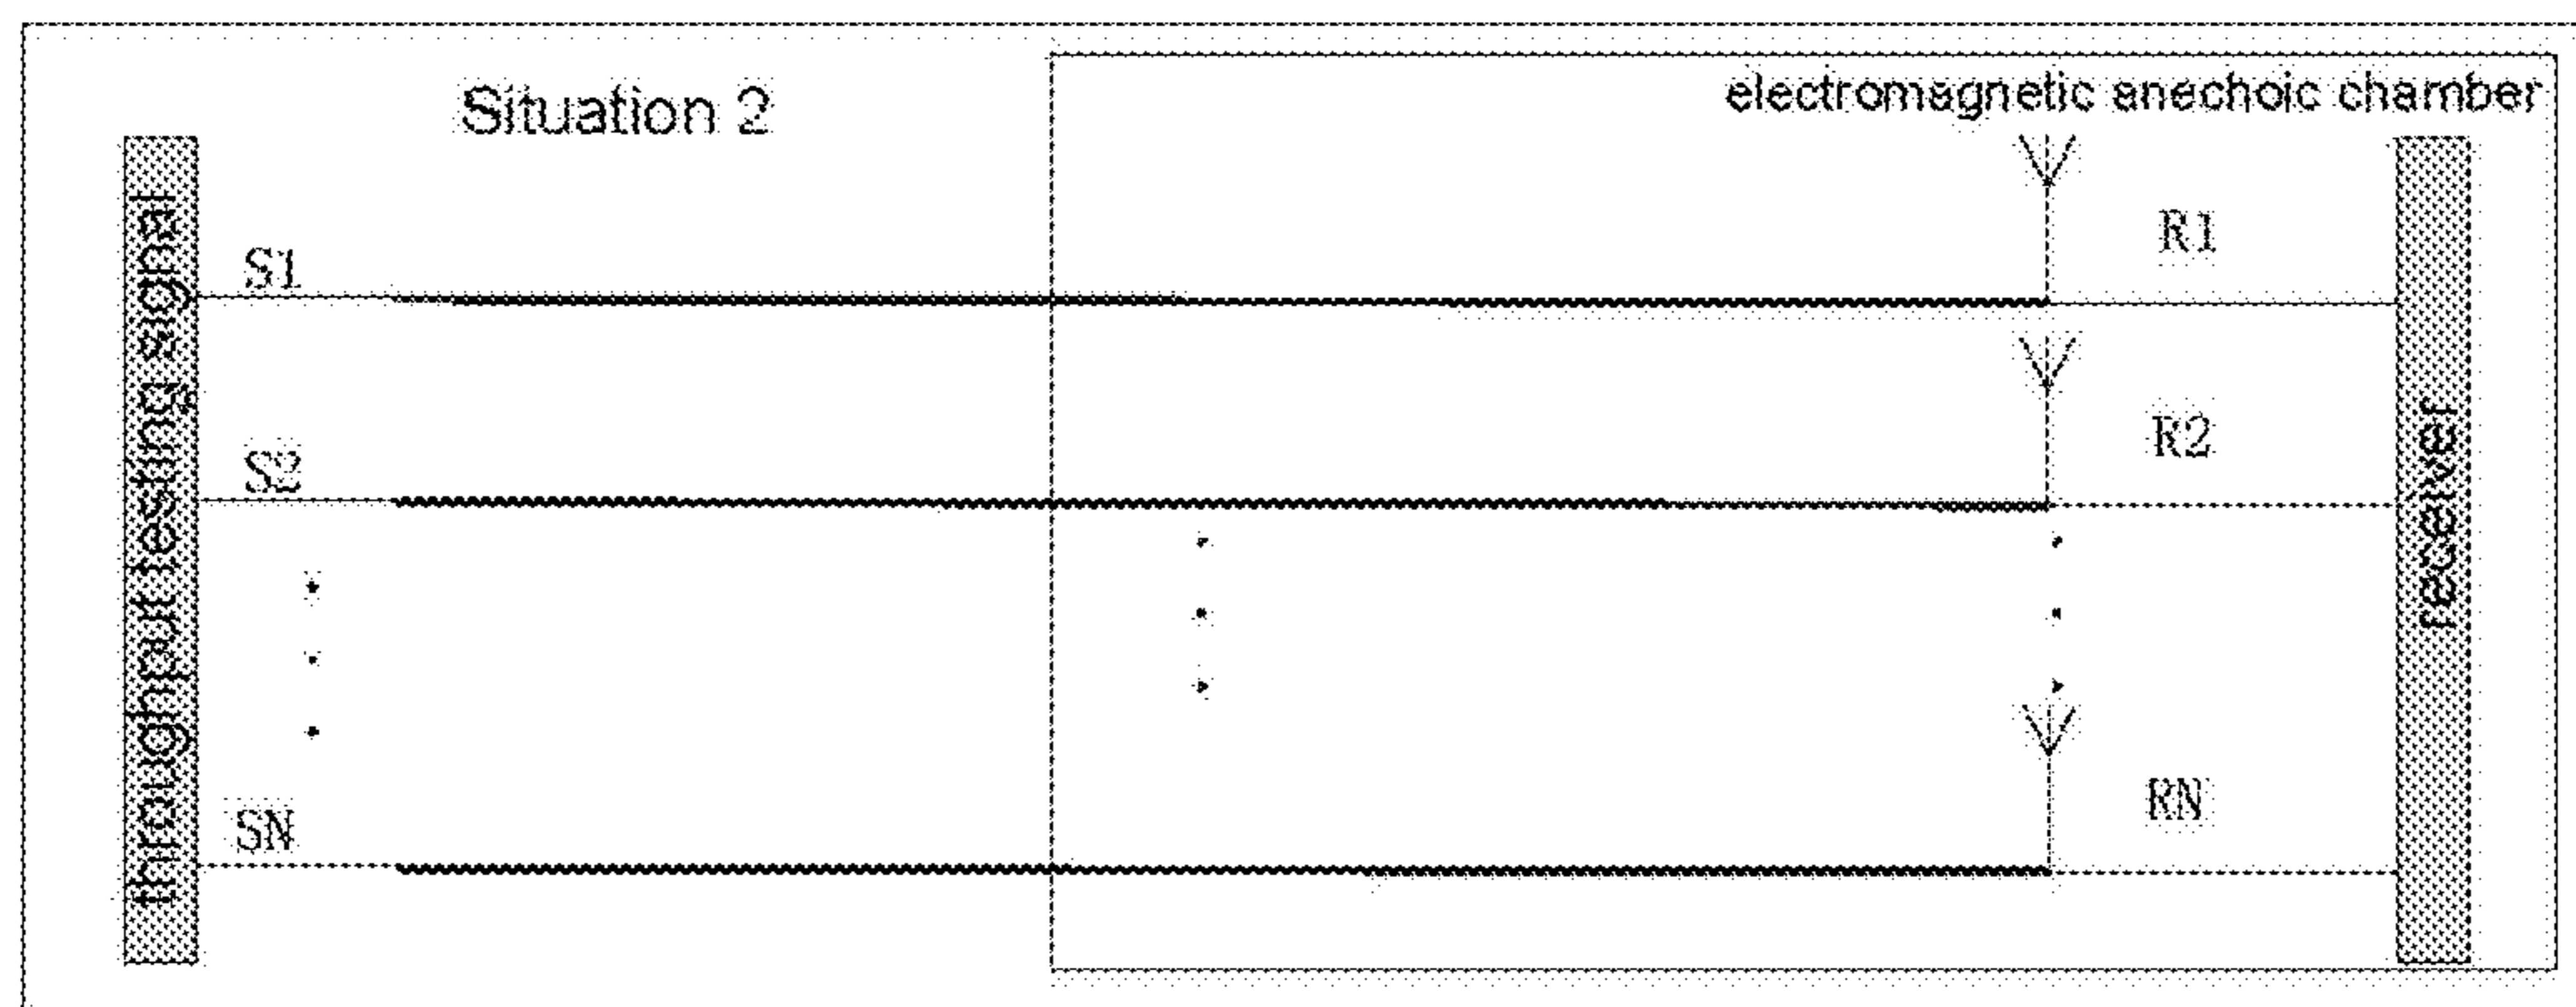 Situation 2
electromagnetic anechoic chamber
throughput testing signal
S1
R1
S2
R2
receiver
SN
RN